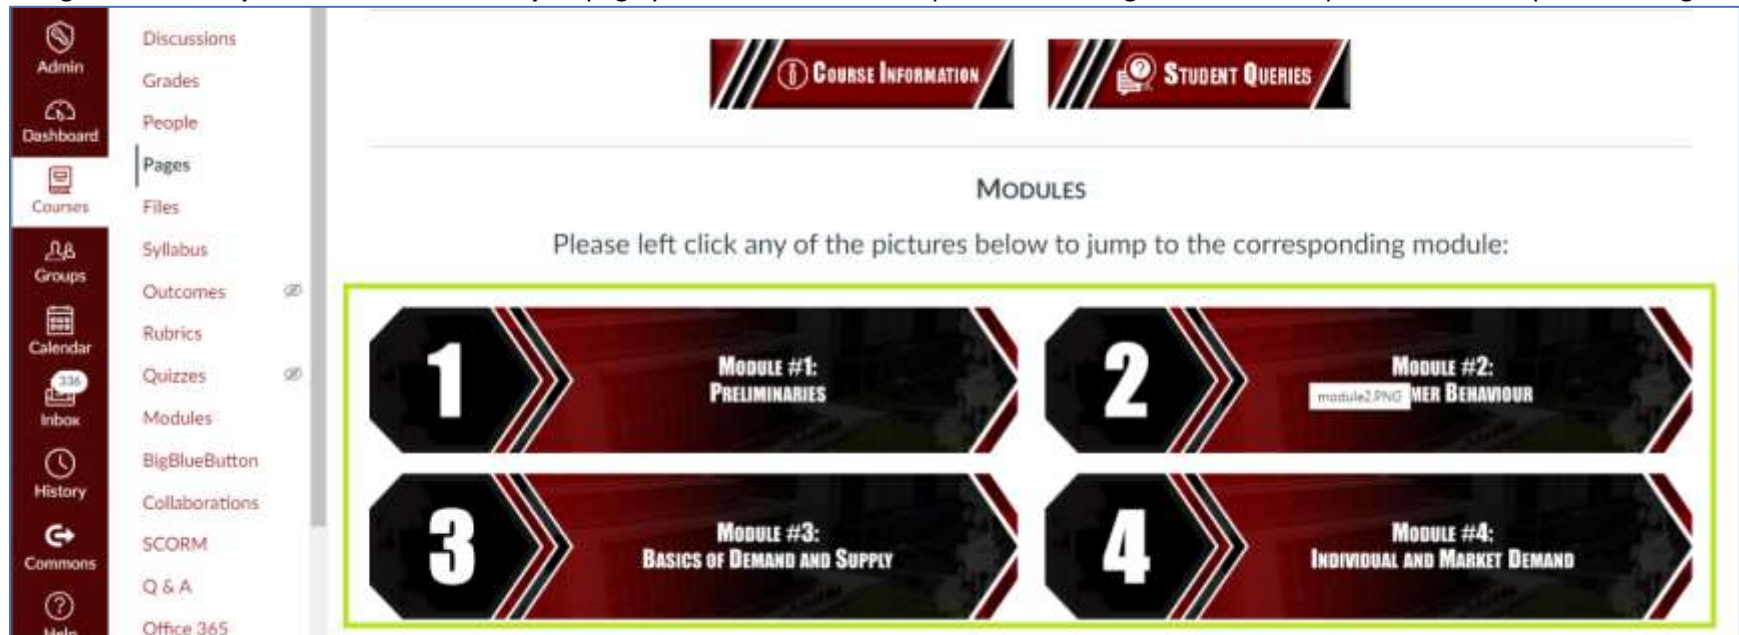 Admin
Dashboard
Courses
Groups
Calendar
336
Inbox
History
Commons
Help
Discussions
Grades
People
Pages
Files
Syllabus
Outcomes
Rubrics
Quizzes
Modules
BigBlueButton
Collaborations
SCORM
Q & A
Office 365
COURSE INFORMATION
STUDENT QUERIES
MODULES
Please left click any of the pictures below to jump to the corresponding module:
1
MODULE #1:
PRELIMINARIES
2
MODULE #2:
module2.PNG MER BEHAVIOUR
3
MODULE #3:
BASICS OF DEMAND AND SUPPLY
4
MODULE #4:
INDIVIDUAL AND MARKET DEMAND